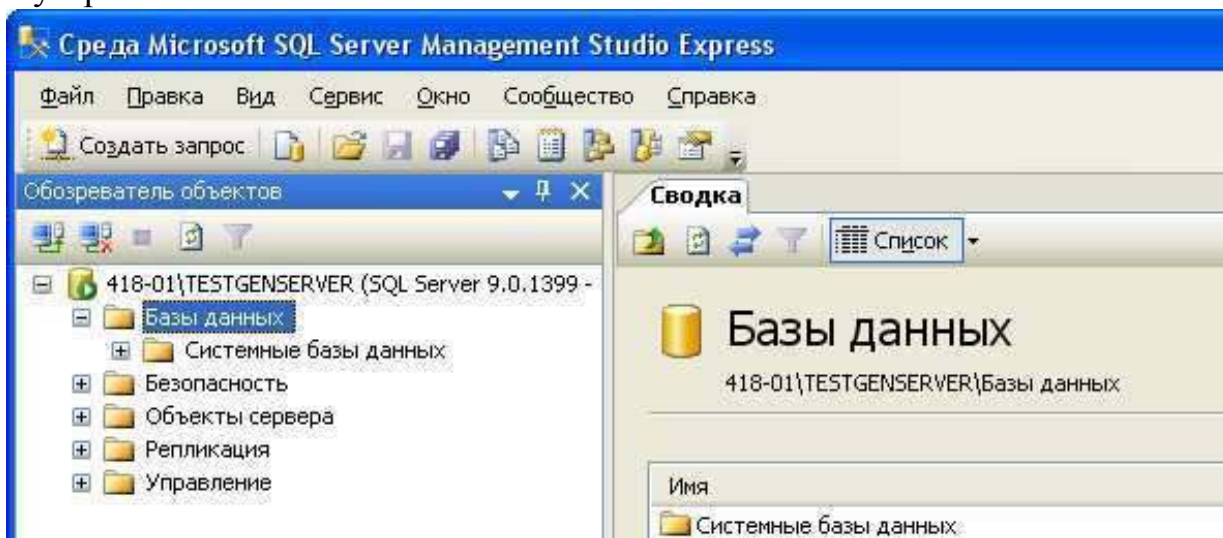 Среда Microsoft SQL Server Management Studio Express
Файл Правка Вид Сервис Окно Сообщество Справка
Создать запрос
Обозреватель объектов
418-01\TESTGENSERVER (SQL Server 9.0.1399 -
Базы данных
Системные базы данных
Безопасность
Объекты сервера
Репликация
Управление
Сводка
Список
Базы данных
418-01\TESTGENSERVER\Базы данных
Имя
Системные базы данных